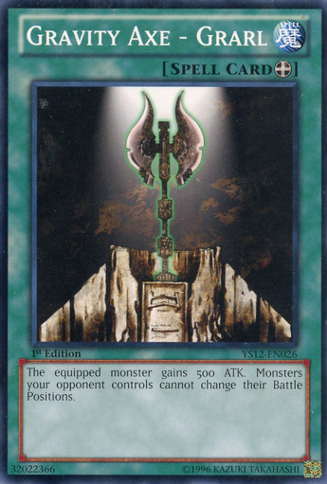 GRAVITY AXE - GRARL
魔
[SPELL CARD]
1st Edition
YS12-EN026
The equipped monster gains 500 ATK. Monsters
your opponent controls cannot change their Battle
Positions.
32022366
©1996 KAZUKI TAKAHASHI